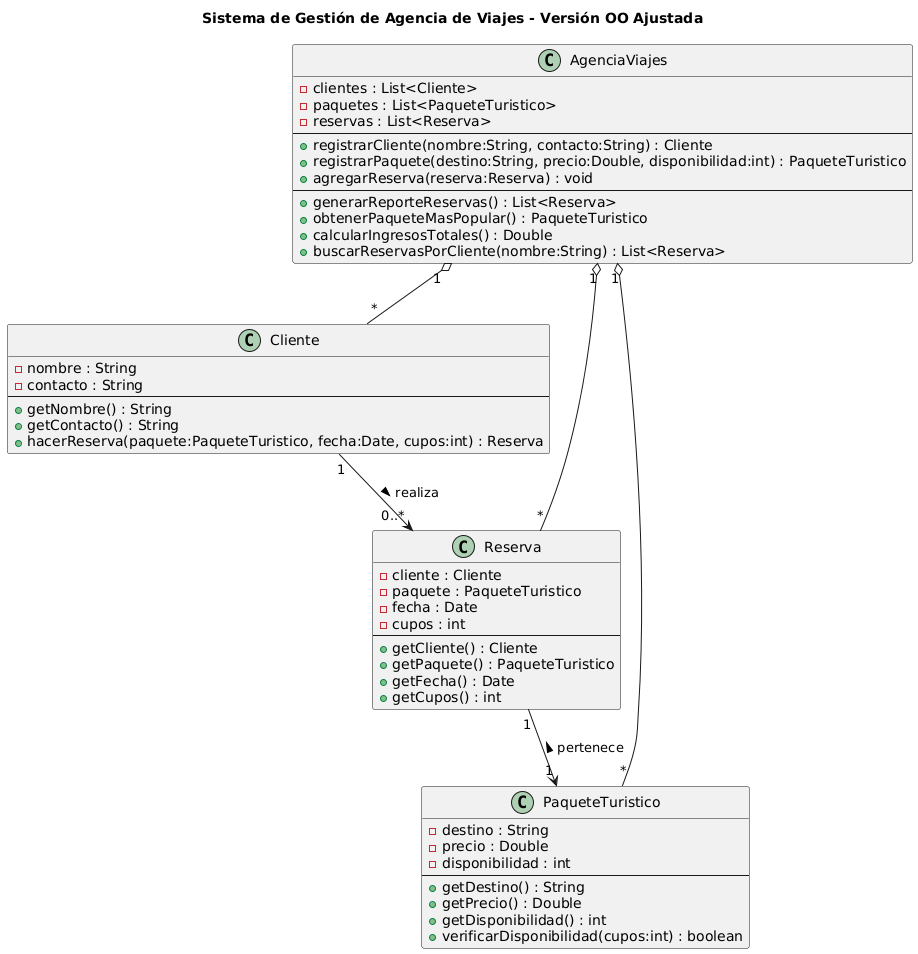 Sistema de Gestión de Agencia de Viajes - Versión OO Ajustada
C AgenciaViajes
clientes : List<Cliente>
paquetes : List<PaqueteTuristico>
reservas : List<Reserva>
registrarCliente(nombre:String, contacto:String) : Cliente
registrarPaquete(destino:String, precio:Double, disponibilidad:int) : PaqueteTuristico
agregarReserva(reserva:Reserva) : void
generarReporteReservas() : List<Reserva>
obtenerPaqueteMasPopular() : PaqueteTuristico
calcularIngresosTotales() : Double
buscarReservasPorCliente(nombre:String) : List<Reserva>
1 1 1
*
C Cliente
nombre : String
contacto : String
getNombre() : String
getContacto() : String
hacerReserva(paquete:PaqueteTuristico, fecha:Date, cupos:int) : Reserva
1
realiza
0..* *
C Reserva
cliente : Cliente
paquete : PaqueteTuristico
fecha : Date
cupos : int
getCliente() : Cliente
getPaquete() : PaqueteTuristico
getFecha() : Date
getCupos() : int
1
pertenece
1 *
C PaqueteTuristico
destino : String
precio : Double
disponibilidad : int
getDestino() : String
getPrecio() : Double
getDisponibilidad() : int
verificarDisponibilidad(cupos:int) : boolean